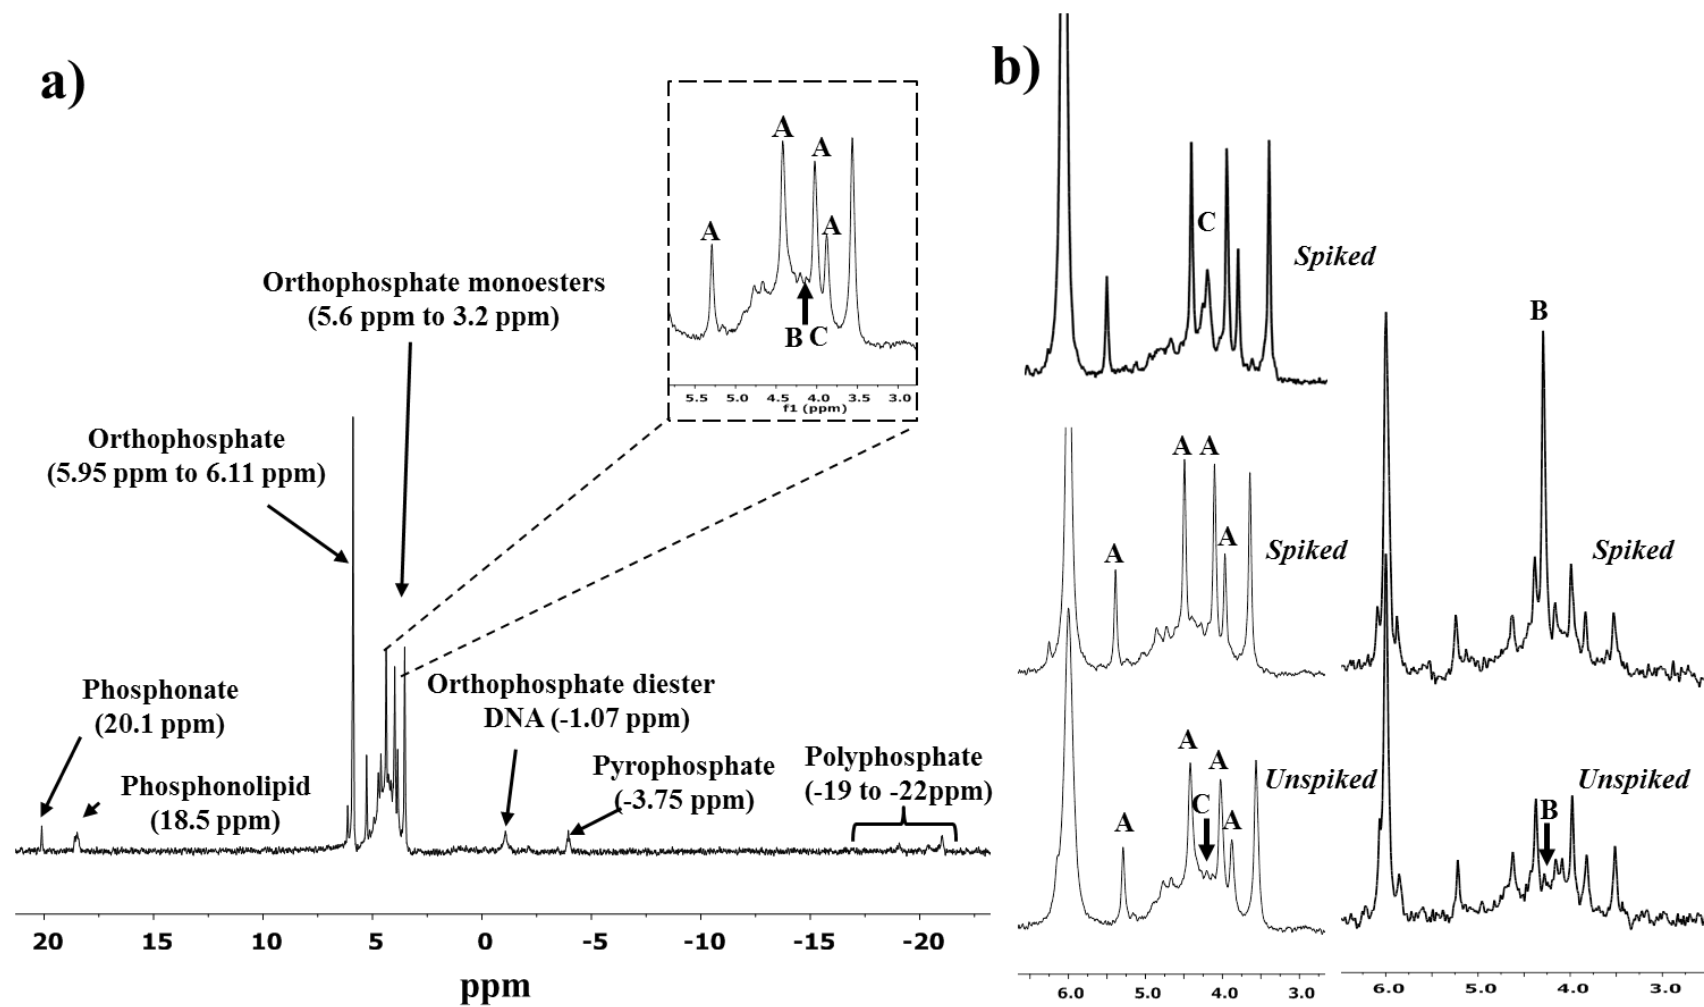 a)
b)
A
A
A
A
B C
5.5 5.0 4.5 4.0 3.5 3.0
f1 (ppm)
Orthophosphate monoesters
(5.6 ppm to 3.2 ppm)
Orthophosphate
(5.95 ppm to 6.11 ppm)
Phosphonate
(20.1 ppm)
Phosphonolipid
(18.5 ppm)
Orthophosphate diester
DNA (-1.07 ppm)
Pyrophosphate
(-3.75 ppm)
Polyphosphate
(-19 to -22ppm)
20 15 10 5 0 -5 -10 -15 -20
ppm
C
Spiked
A A
A
A
Spiked
A
A
C
A
A
Unspiked
6.0 5.0 4.0 3.0
B
Spiked
Unspiked
B
6.0 5.0 4.0 3.0